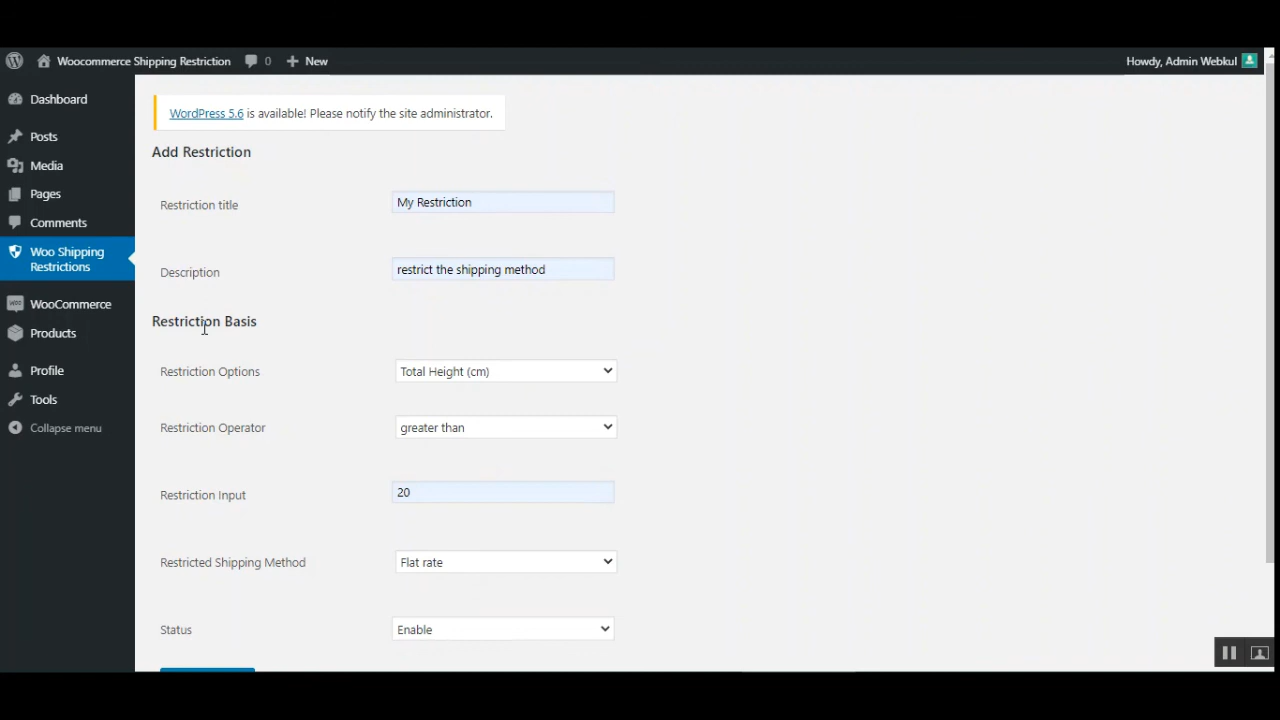 Woocommerce Shipping Restriction 0 New Howdy, Admin Webkul
Dashboard
Posts
Media
Pages
Comments
Woo Shipping
Restrictions
WooCommerce
Products
Profile
Tools
Collapse menu
WordPress 5.6 is available! Please notify the site administrator.
Add Restriction
Restriction title My Restriction
Description restrict the shipping method
Restriction Basis
Restriction Options Total Height (cm)
Restriction Operator greater than
Restriction Input 20
Restricted Shipping Method Flat rate
Status Enable